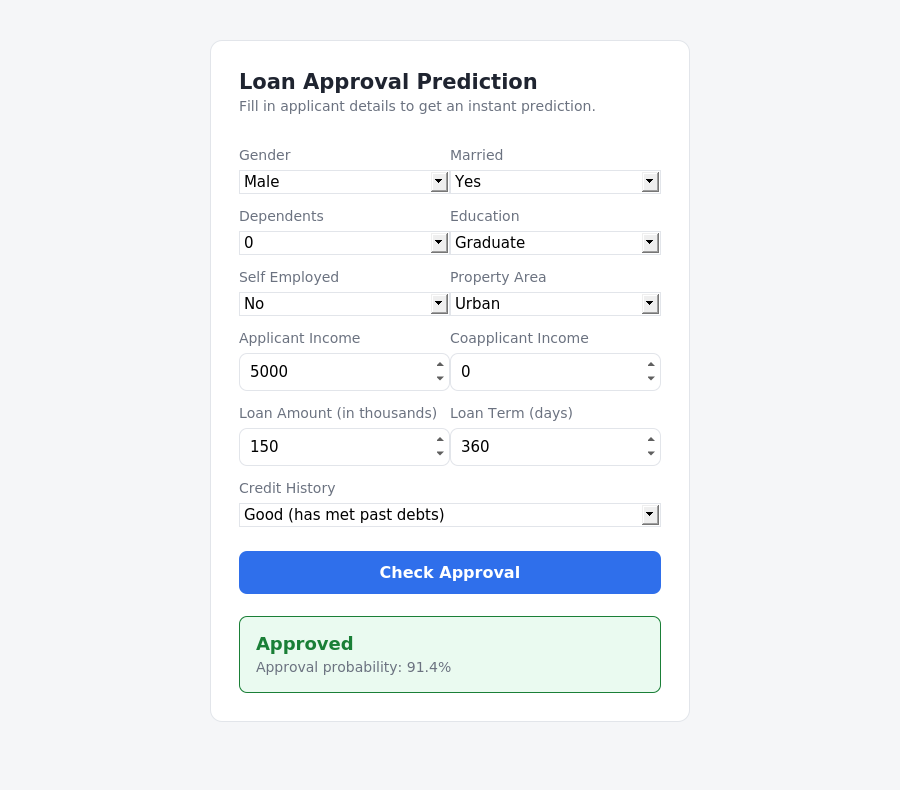 Loan Approval Prediction
Fill in applicant details to get an instant prediction.
Gender Married
Male Yes
Dependents Education
0 Graduate
Self Employed Property Area
No Urban
Applicant Income Coapplicant Income
5000 0
Loan Amount (in thousands) Loan Term (days)
150 360
Credit History
Good (has met past debts)
Check Approval
Approved
Approval probability: 91.4%